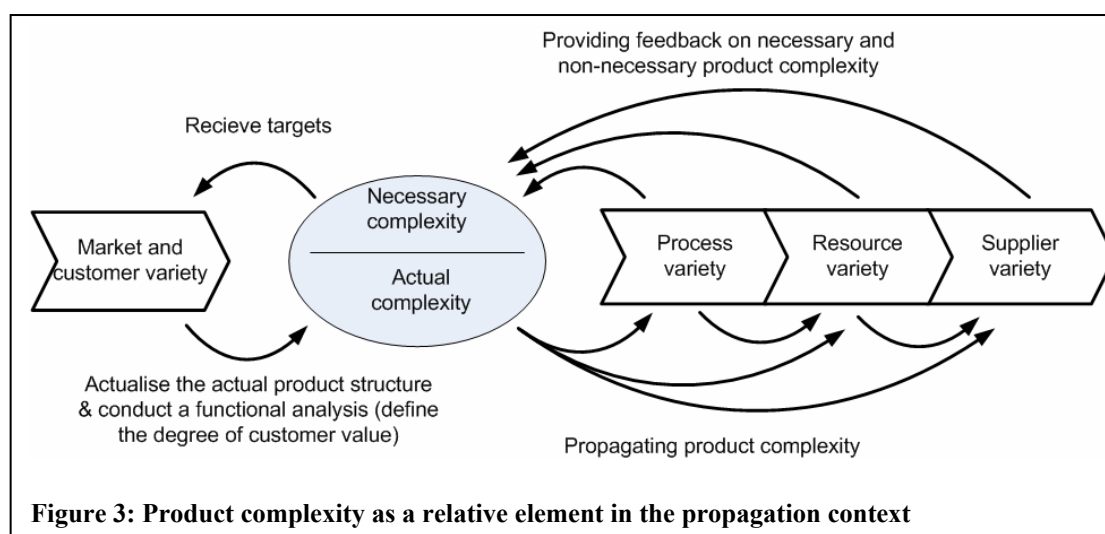 Providing feedback on necessary and
non-necessary product complexity
Recieve targets
Necessary
complexity
Actual
complexity
Market and
customer variety
Process
variety
Resource
variety
Supplier
variety
Actualise the actual product structure
& conduct a functional analysis (define
the degree of customer value)
Propagating product complexity
Figure 3: Product complexity as a relative element in the propagation context